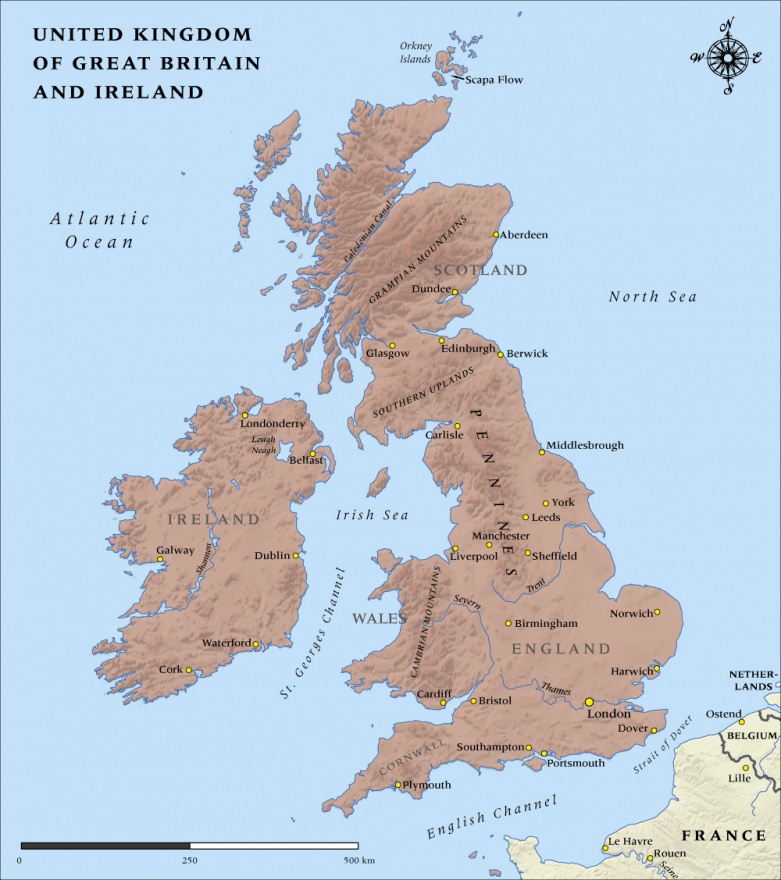 UNITED KINGDOM
OF GREAT BRITAIN
AND IRELAND
N
W
E
S
Orkney
Islands
Scapa Flow
Atlantic
Ocean
Caledonian Canal
GRAMPIAN MOUNTAINS
Aberdeen
SCOTLAND
Dundee
North Sea
Glasgow
Edinburgh
Berwick
SOUTHERN UPLANDS
Londonderry
Lough
Neagh
Belfast
Carlisle
PENNINES
Middlesbrough
York
Leeds
Irish Sea
IRELAND
Galway
Shannon
Dublin
Manchester
Liverpool
Sheffield
Trent
St. Georges Channel
WALES
CAMBRIAN MOUNTAINS
Severn
Birmingham
Norwich
ENGLAND
Waterford
Cork
Harwich
Cardiff
Bristol
Thames
London
Dover
NETHER-
LANDS
Ostend
BELGIUM
Strait of Dover
CORNWALL
Southampton
Portsmouth
Plymouth
Lille
English Channel
FRANCE
Le Havre
Rouen
Seine
0
250
500 km